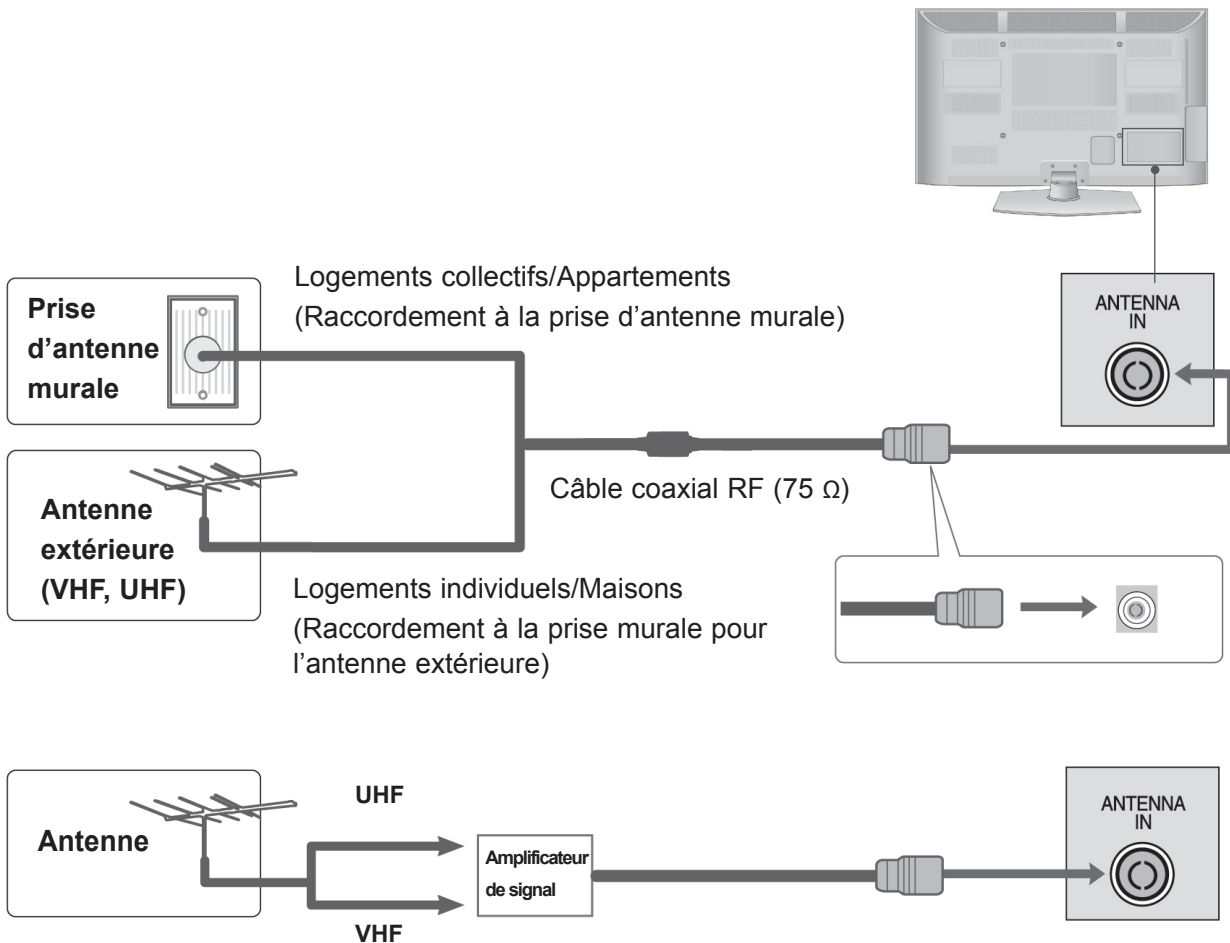 Logements collectifs/Appartements
(Raccordement à la prise d'antenne murale)
Prise
d'antenne
murale
ANTENNA
IN
Câble coaxial RF (75 Ω)
Antenne
extérieure
(VHF, UHF)
Logements individuels/Maisons
(Raccordement à la prise murale pour
l'antenne extérieure)
Antenne
UHF
VHF
Amplificateur
de signal
ANTENNA
IN